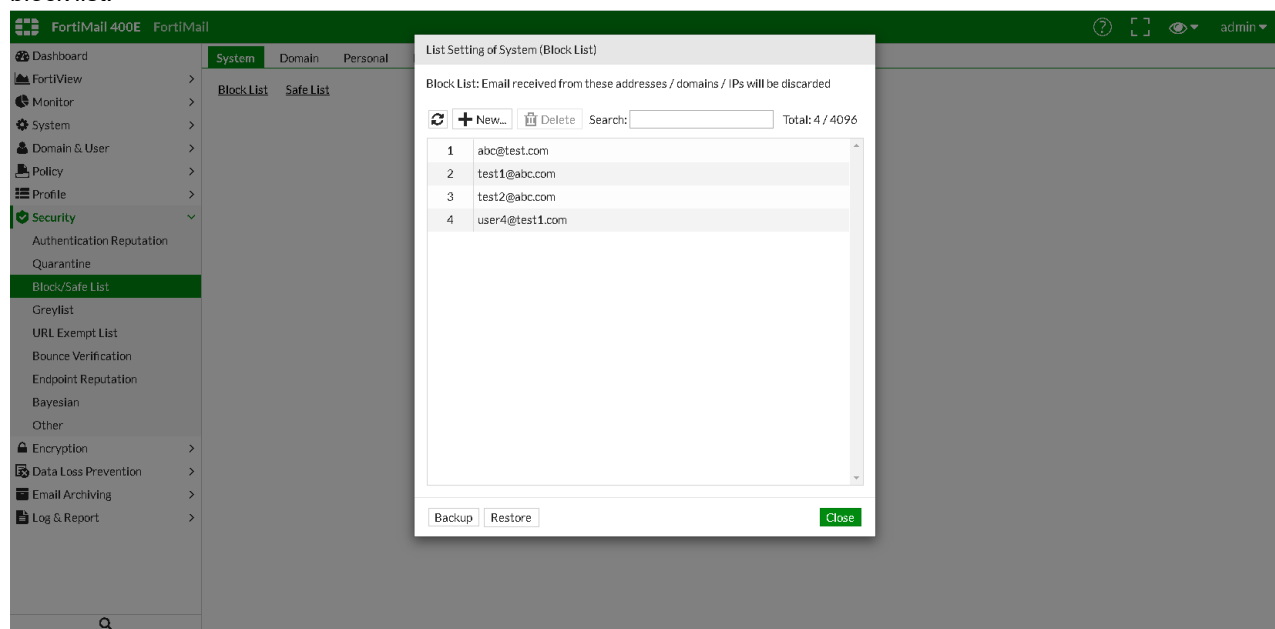 block list.
FortiMail 400E FortiMail
admin
Dashboard
FortiView
Monitor
System
Domain & User
Policy
Profile
Security
Authentication Reputation
Quarantine
Block/Safe List
Greylist
URL Exempt List
Bounce Verification
Endpoint Reputation
Bayesian
Other
Encryption
Data Loss Prevention
Email Archiving
Log & Report
System Domain Personal
Block List Safe List
List Setting of System (Block List)
Block List: Email received from these addresses / domains / IPs will be discarded
New... Delete Search: Total: 4 / 4096
1 abc@test.com
2 test1@abc.com
3 test2@abc.com
4 user4@test1.com
Backup Restore Close